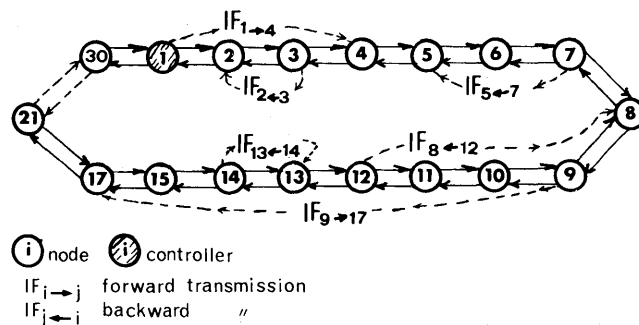 IF1→4
30 1 2 3 4 5 6 7
IF2←3 IF5←7
21 8
IF13←14 IF8←12
17 15 14 13 12 11 10 9
IF9→17
i node i controller
IFi→j forward transmission
IFj←i backward 〃